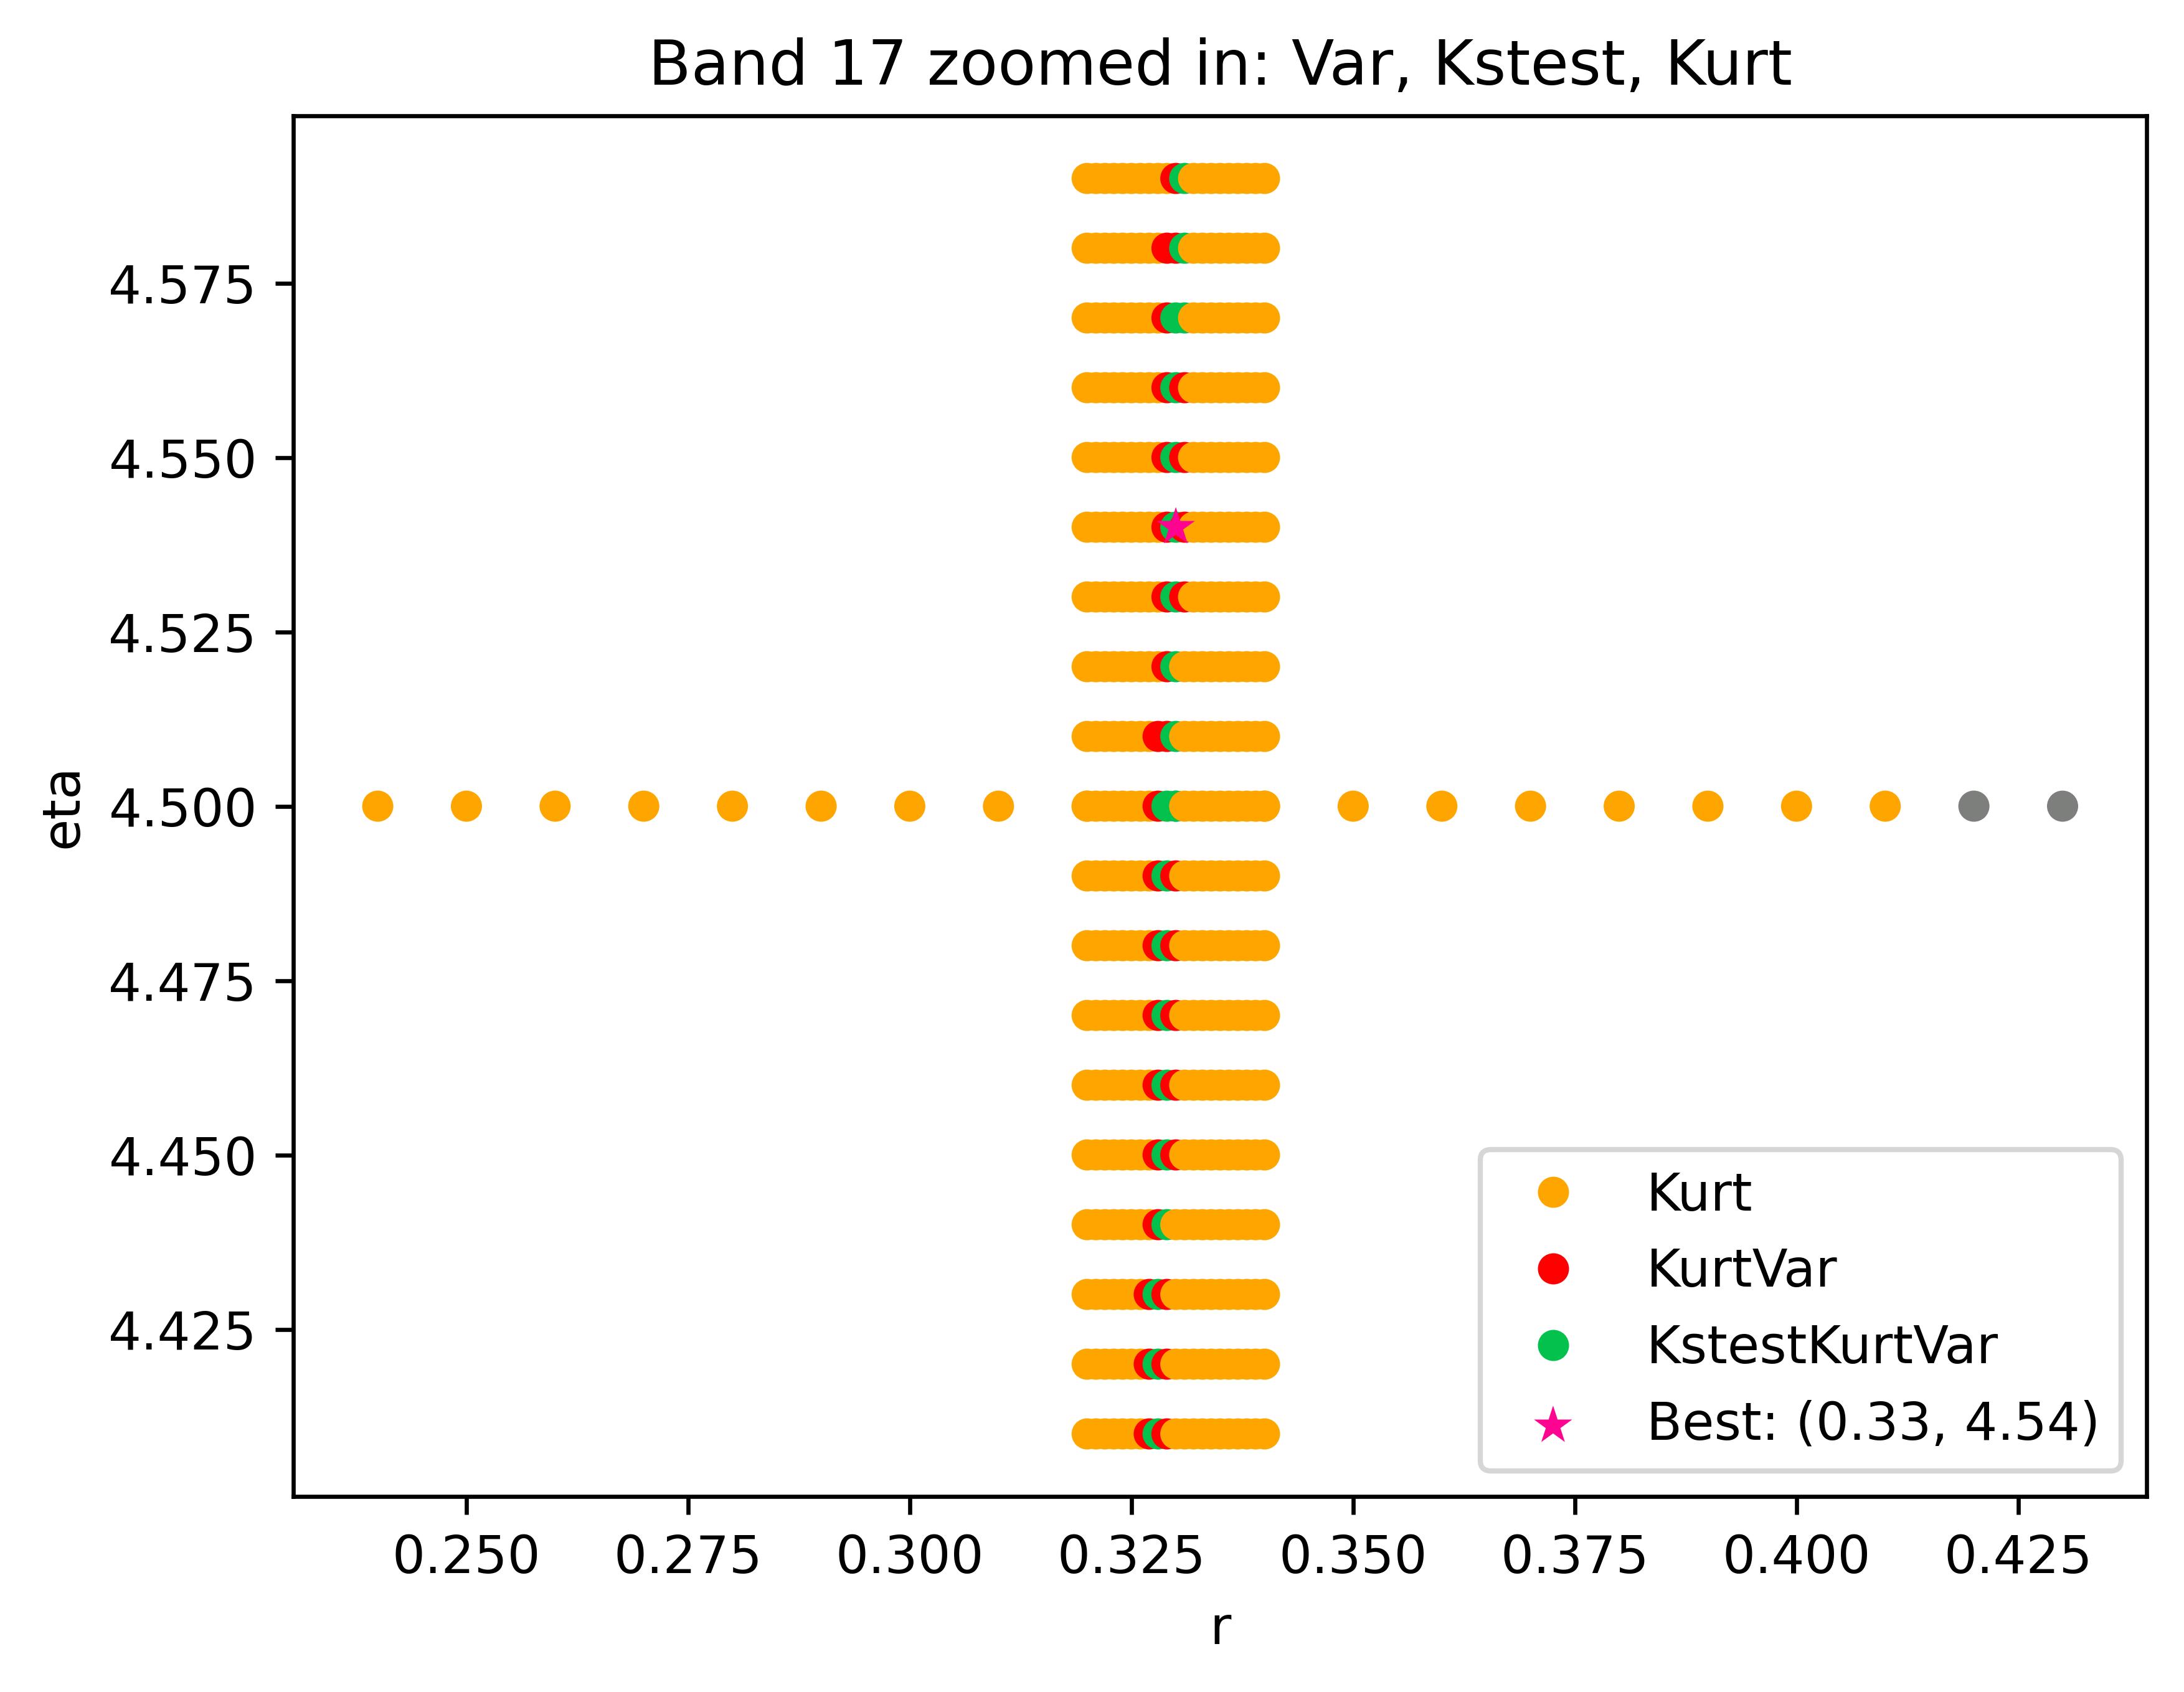 Band 17 zoomed in: Var, Kstest, Kurt
eta
4.575
4.550
4.525
4.500
4.475
4.450
4.425
0.250 0.275 0.300 0.325 0.350 0.375 0.400 0.425
r
Kurt
KurtVar
KstestKurtVar
Best: (0.33, 4.54)